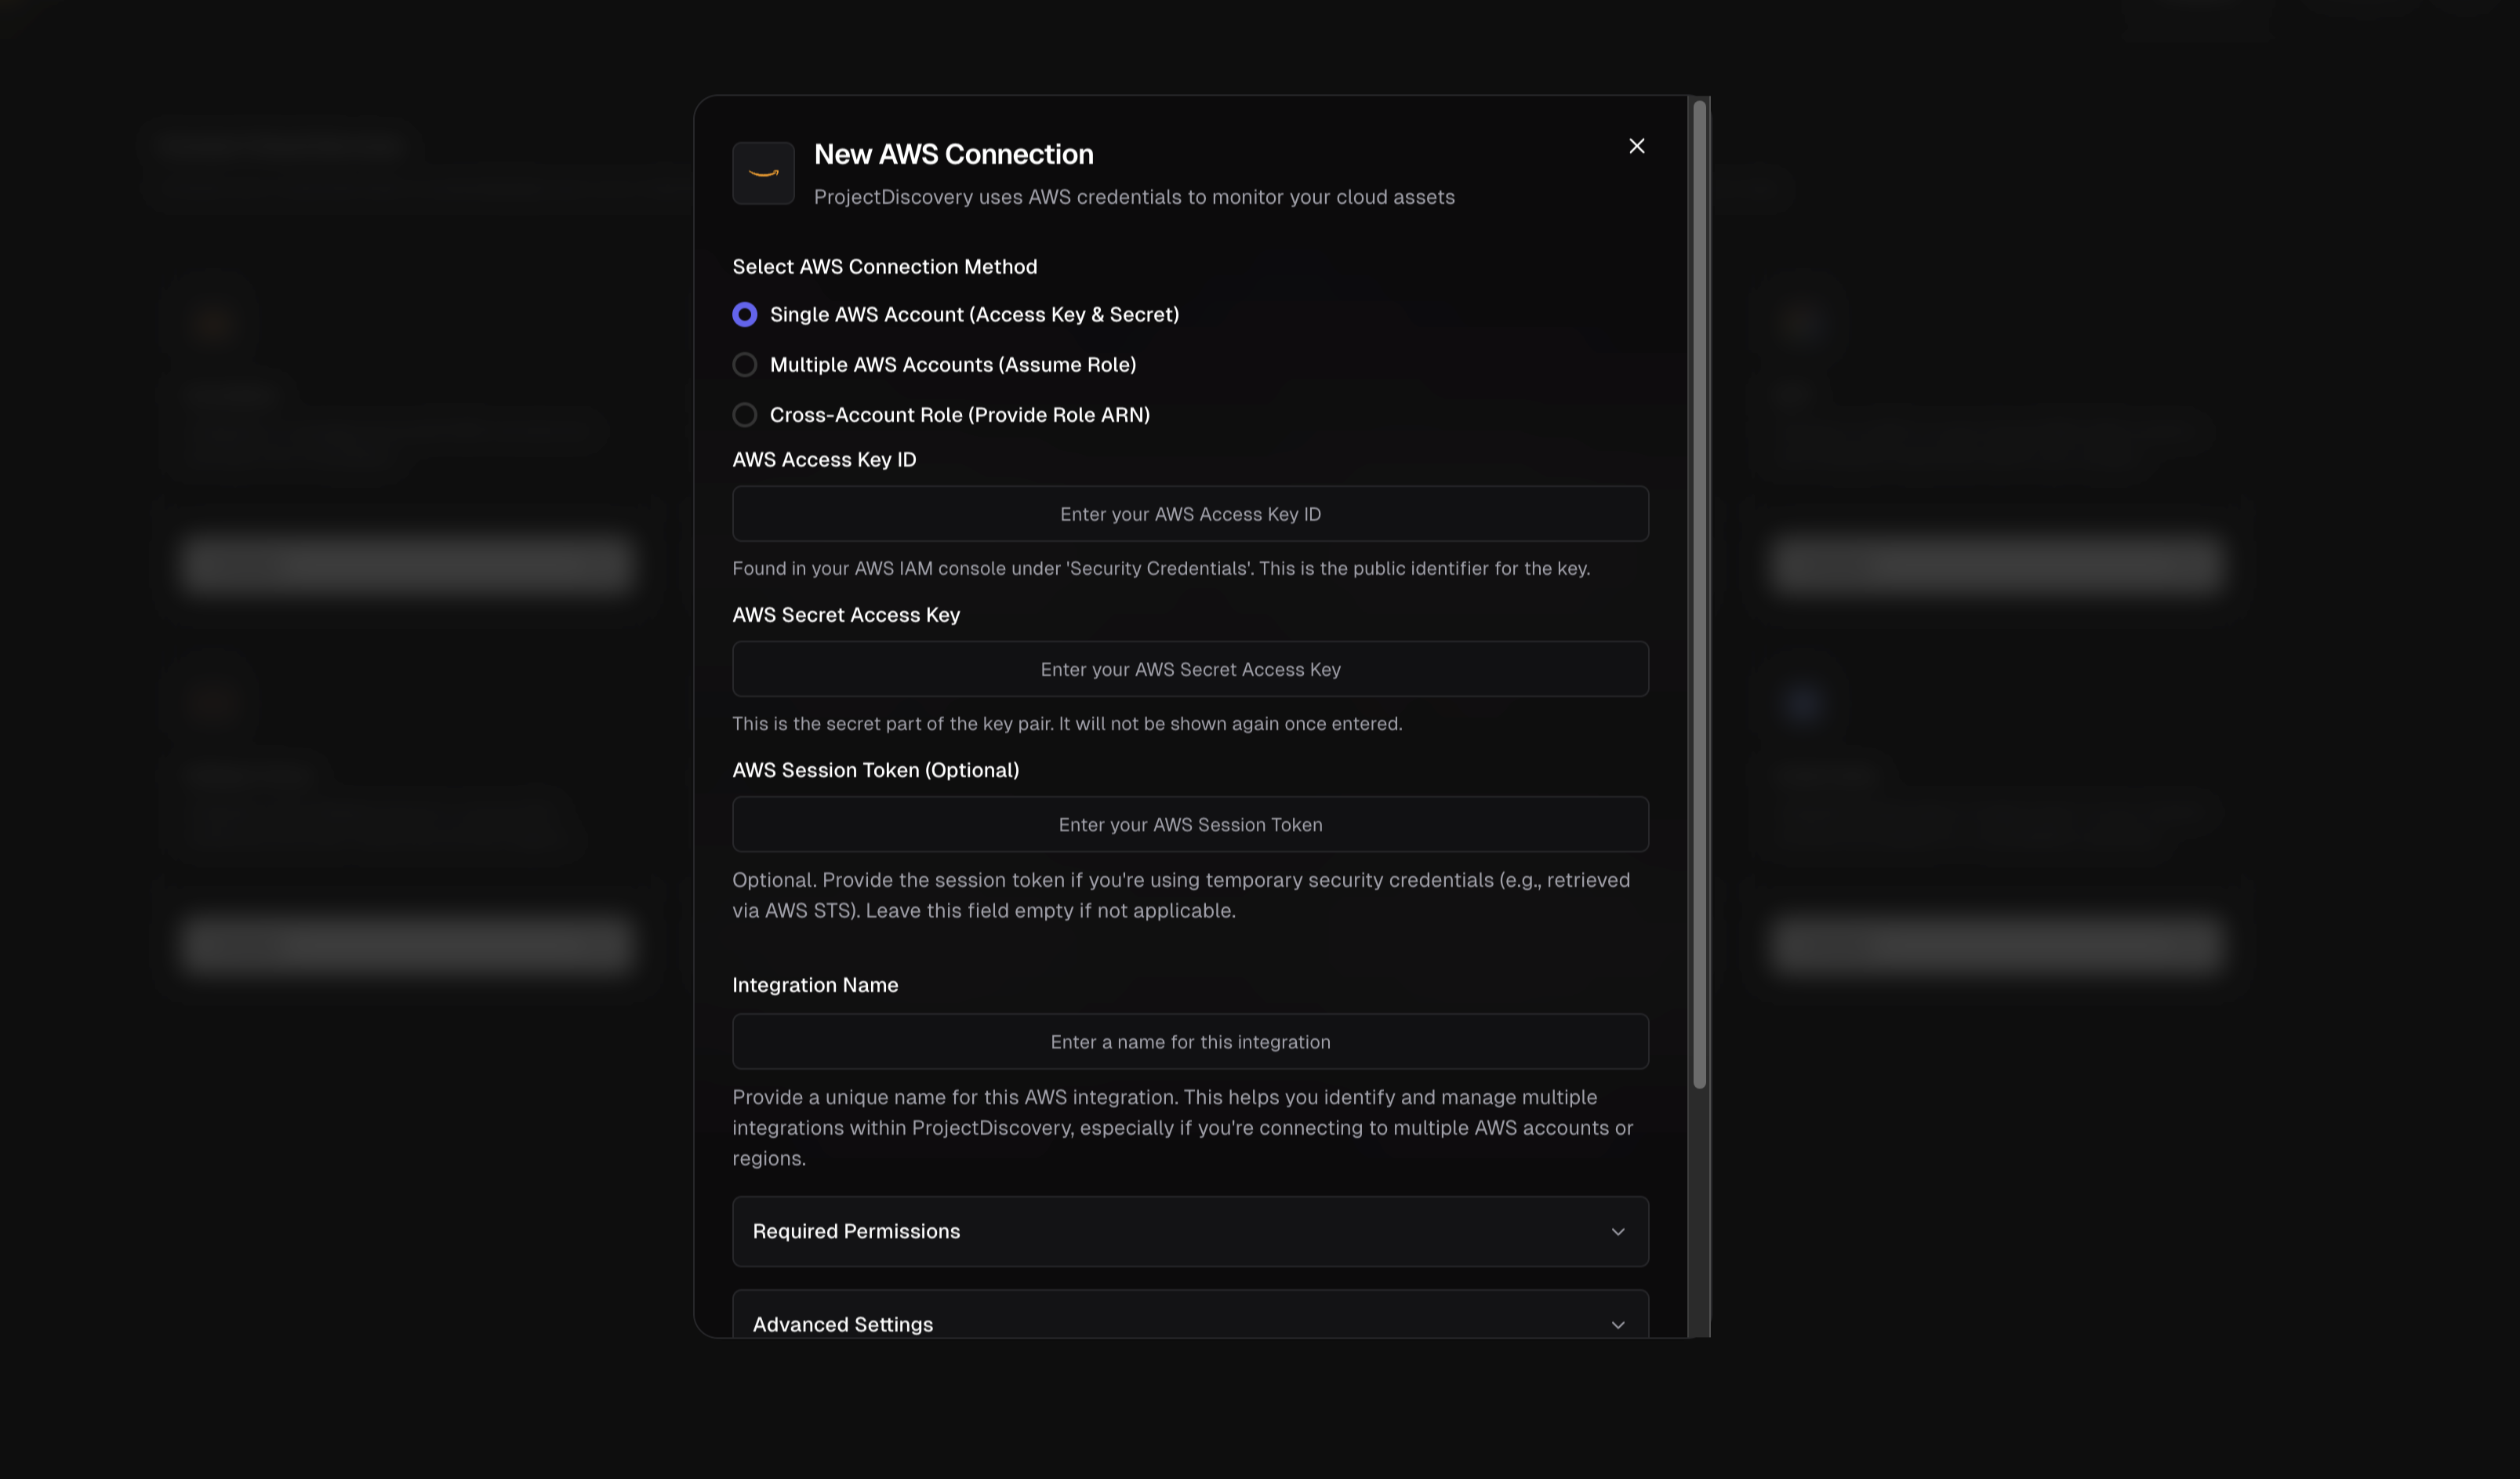 New AWS Connection
ProjectDiscovery uses AWS credentials to monitor your cloud assets
Select AWS Connection Method
Single AWS Account (Access Key & Secret)
Multiple AWS Accounts (Assume Role)
Cross-Account Role (Provide Role ARN)
AWS Access Key ID
Enter your AWS Access Key ID
Found in your AWS IAM console under 'Security Credentials'. This is the public identifier for the key.
AWS Secret Access Key
Enter your AWS Secret Access Key
This is the secret part of the key pair. It will not be shown again once entered.
AWS Session Token (Optional)
Enter your AWS Session Token
Optional. Provide the session token if you're using temporary security credentials (e.g., retrieved
via AWS STS). Leave this field empty if not applicable.
Integration Name
Enter a name for this integration
Provide a unique name for this AWS integration. This helps you identify and manage multiple
integrations within ProjectDiscovery, especially if you're connecting to multiple AWS accounts or
regions.
Required Permissions
Advanced Settings